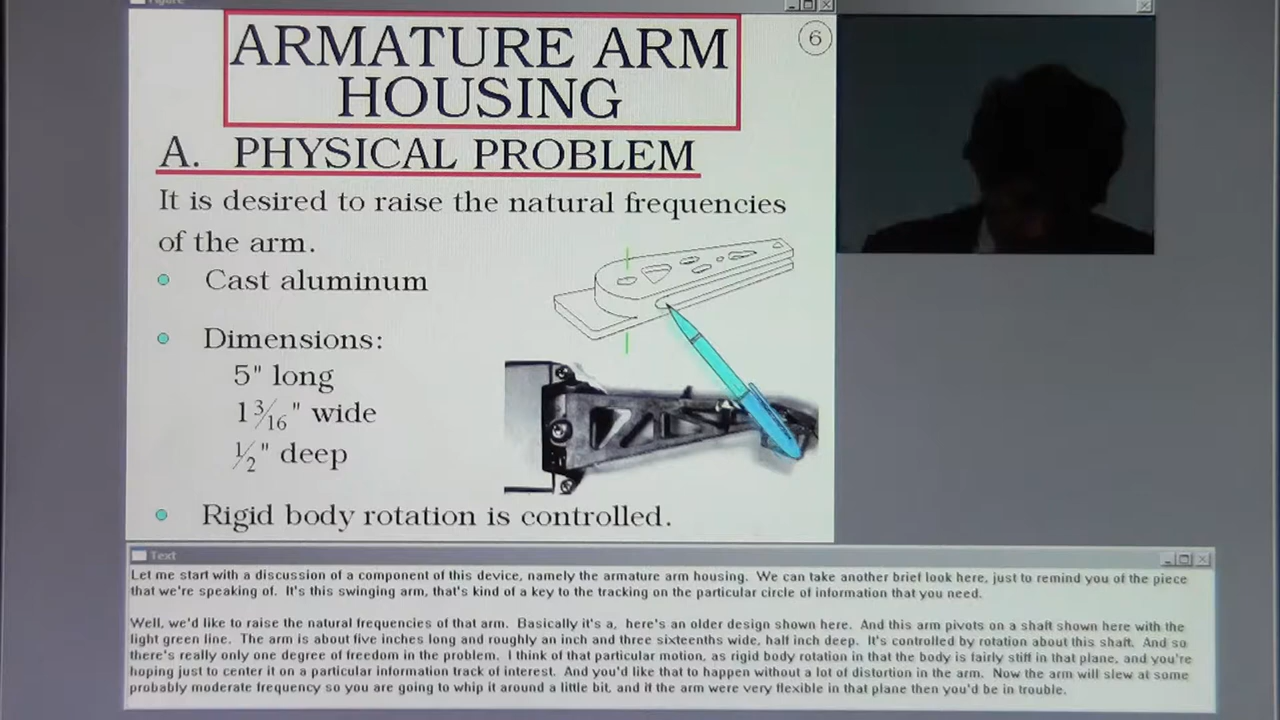 Figure
6
ARMATURE ARM
HOUSING
A. PHYSICAL PROBLEM
It is desired to raise the natural frequencies
of the arm.
Cast aluminum
Dimensions:
5" long
1 3/16" wide
1/2" deep
Rigid body rotation is controlled.
Text
Let me start with a discussion of a component of this device, namely the armature arm housing. We can take another brief look here, just to remind you of the piece
that we're speaking of. It's this swinging arm, that's kind of a key to the tracking on the particular circle of information that you need.
Well, we'd like to raise the natural frequencies of that arm. Basically it's a, here's an older design shown here. And this arm pivots on a shaft shown here with the
light green line. The arm is about five inches long and roughly an inch and three sixteenths wide, half inch deep. It's controlled by rotation about this shaft. And so
there's really only one degree of freedom in the problem. I think of that particular motion, as rigid body rotation in that the body is fairly stiff in that plane, and you're
hoping just to center it on a particular information track of interest. And you'd like that to happen without a lot of distortion in the arm. Now the arm will slew at some
probably moderate frequency so you are going to whip it around a little bit, and if the arm were very flexible in that plane then you'd be in trouble.